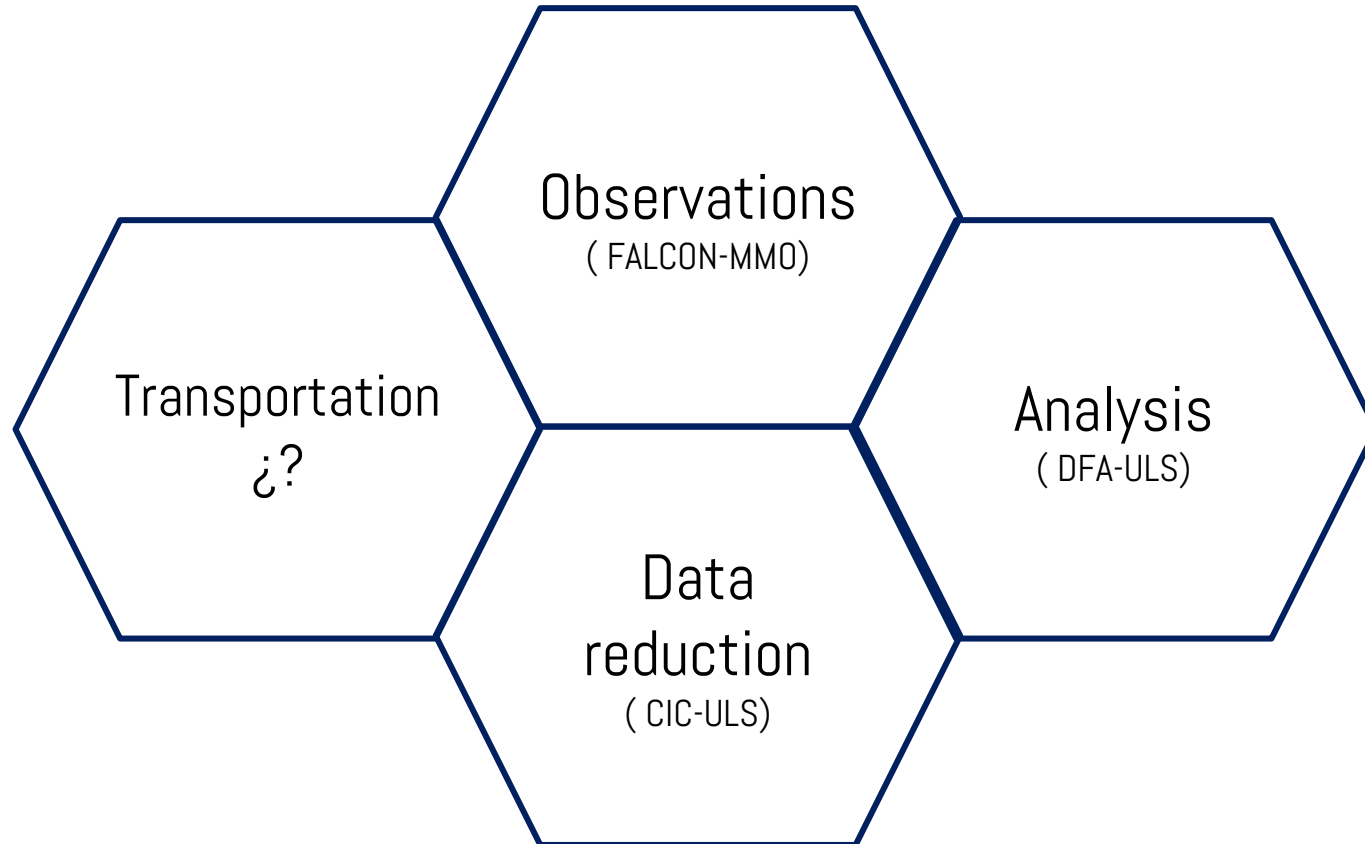 Observations
( FALCON-MMO)
Transportation
¿?
Analysis
( DFA-ULS)
Data
reduction
( CIC-ULS)